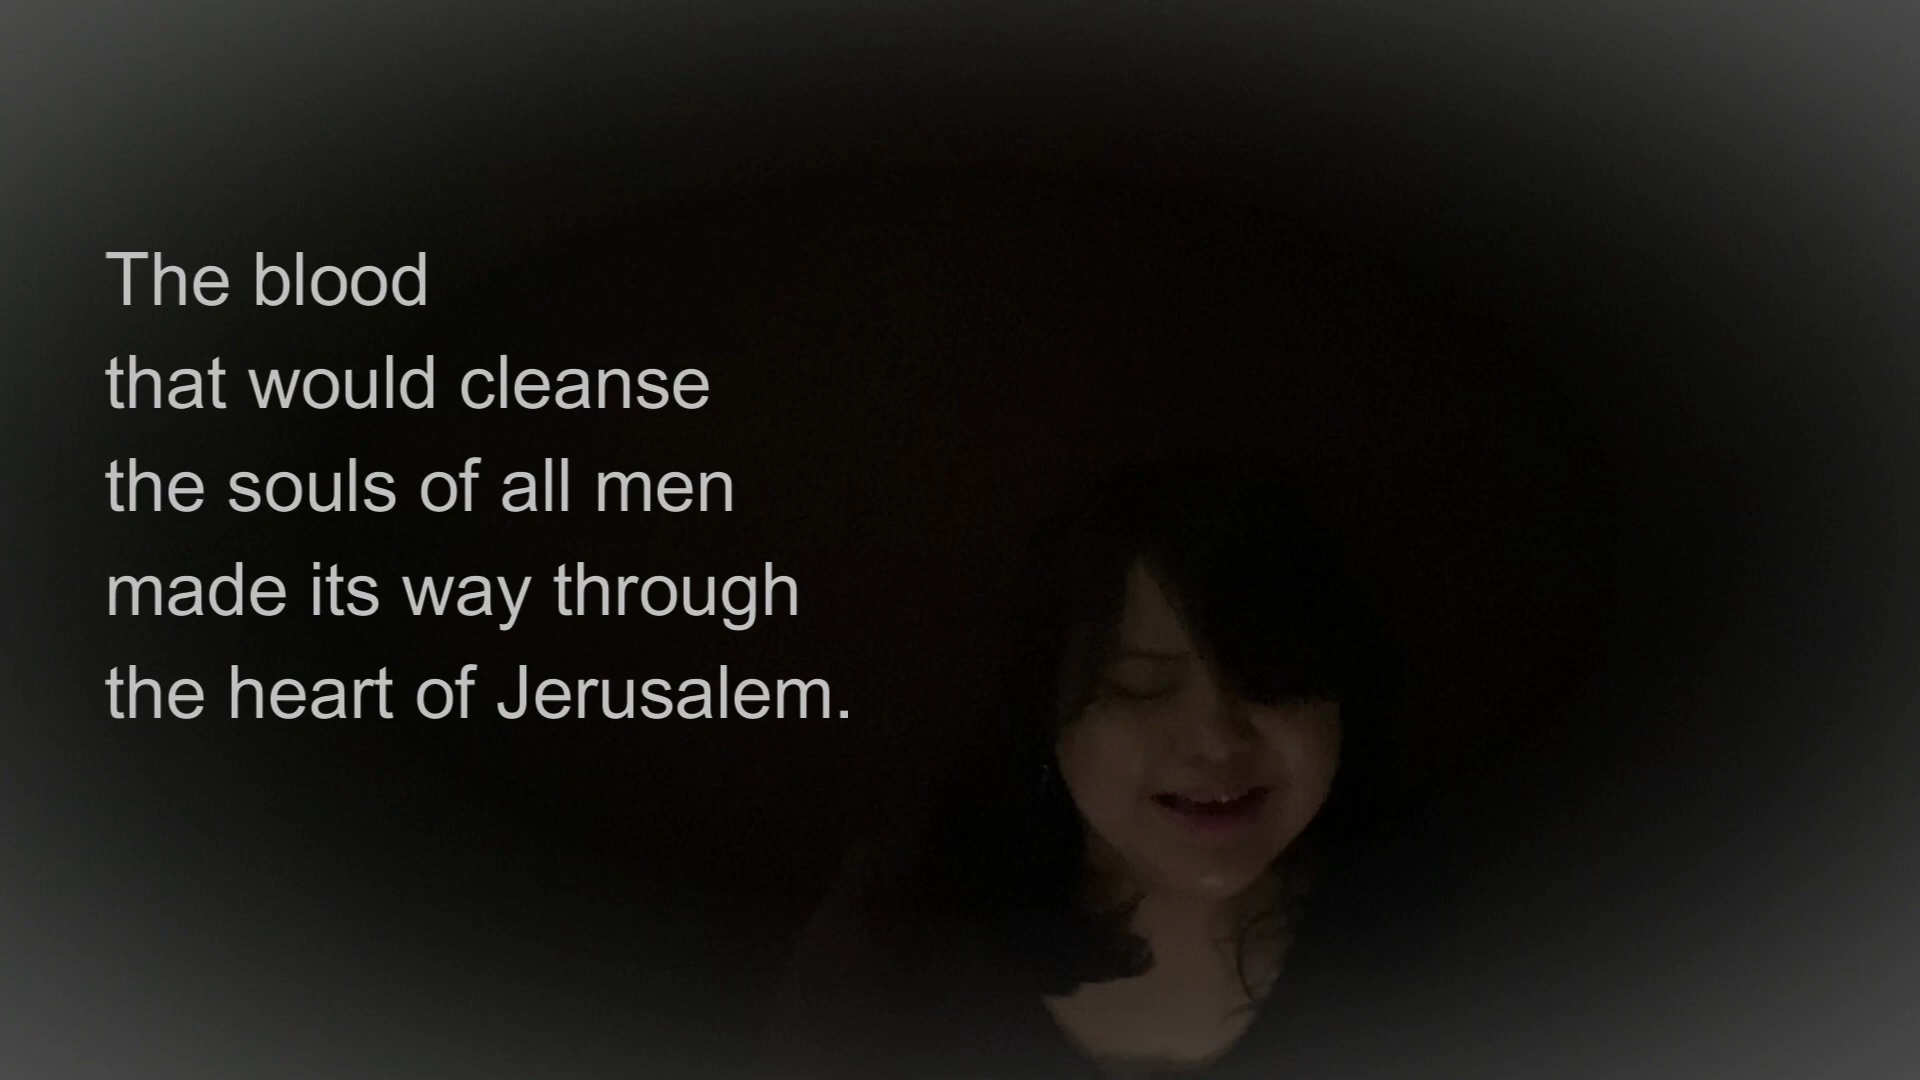 The blood
that would cleanse
the souls of all men
made its way through
the heart of Jerusalem.